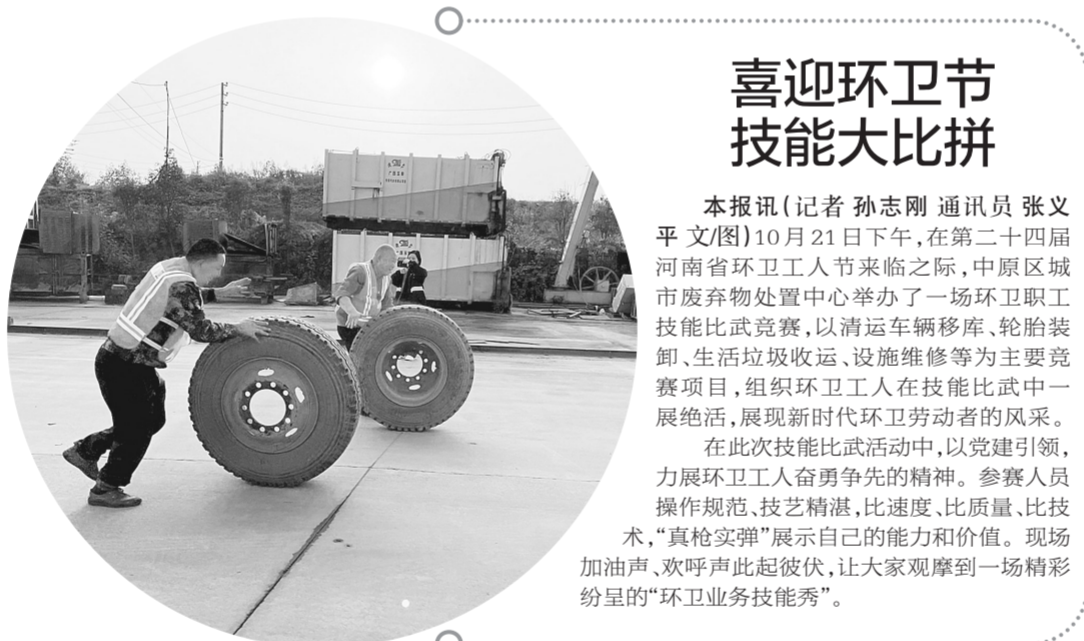 喜迎环卫节
技能大比拼
本报讯(记者 孙志刚 通讯员 张义
平 文/图)10月21日下午,在第二十四届
河南省环卫工人节来临之际,中原区城
市废弃物处置中心举办了一场环卫职工
技能比武竞赛,以清运车辆移库、轮胎装
卸、生活垃圾收运、设施维修等为主要竞
赛项目,组织环卫工人在技能比武中一
展绝活,展现新时代环卫劳动者的风采。
在此次技能比武活动中,以党建引领,
力展环卫工人奋勇争先的精神。参赛人员
操作规范、技艺精湛,比速度、比质量、比技
术,“真枪实弹”展示自己的能力和价值。现场
加油声、欢呼声此起彼伏,让大家观摩到一场精彩
纷呈的“环卫业务技能秀”。